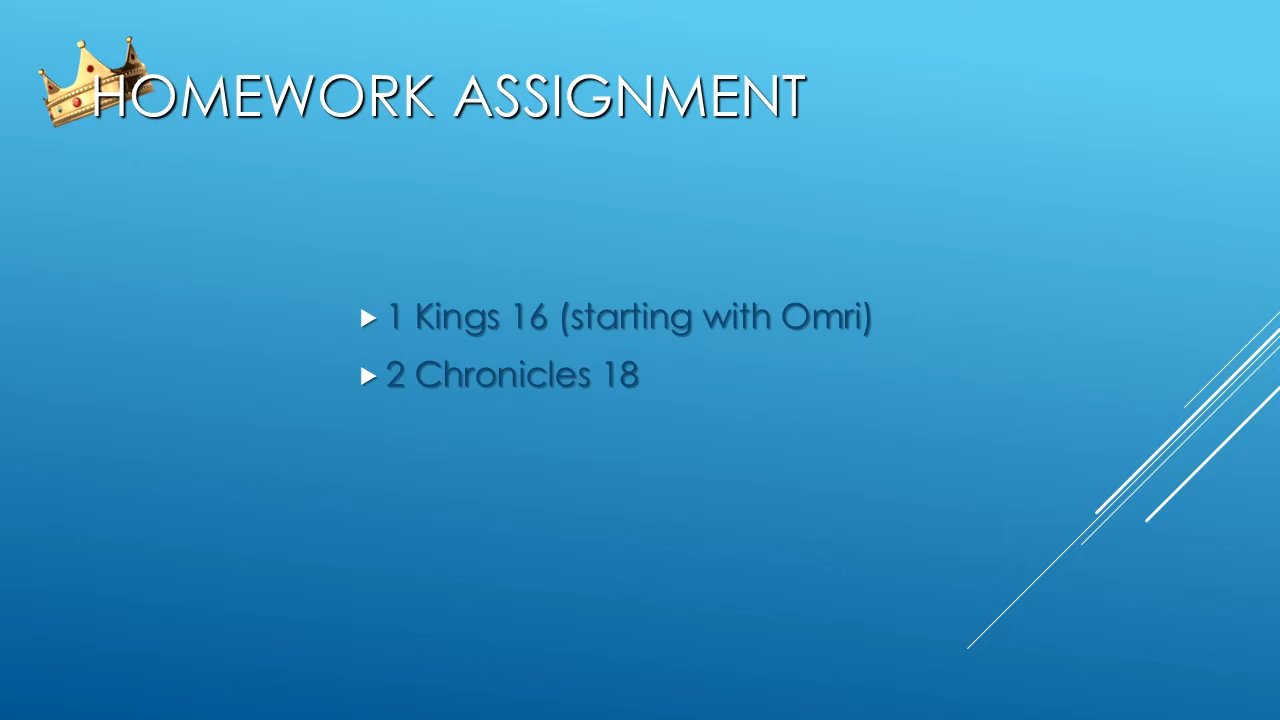 HOMEWORK ASSIGNMENT
1 Kings 16 (starting with Omri)
2 Chronicles 18